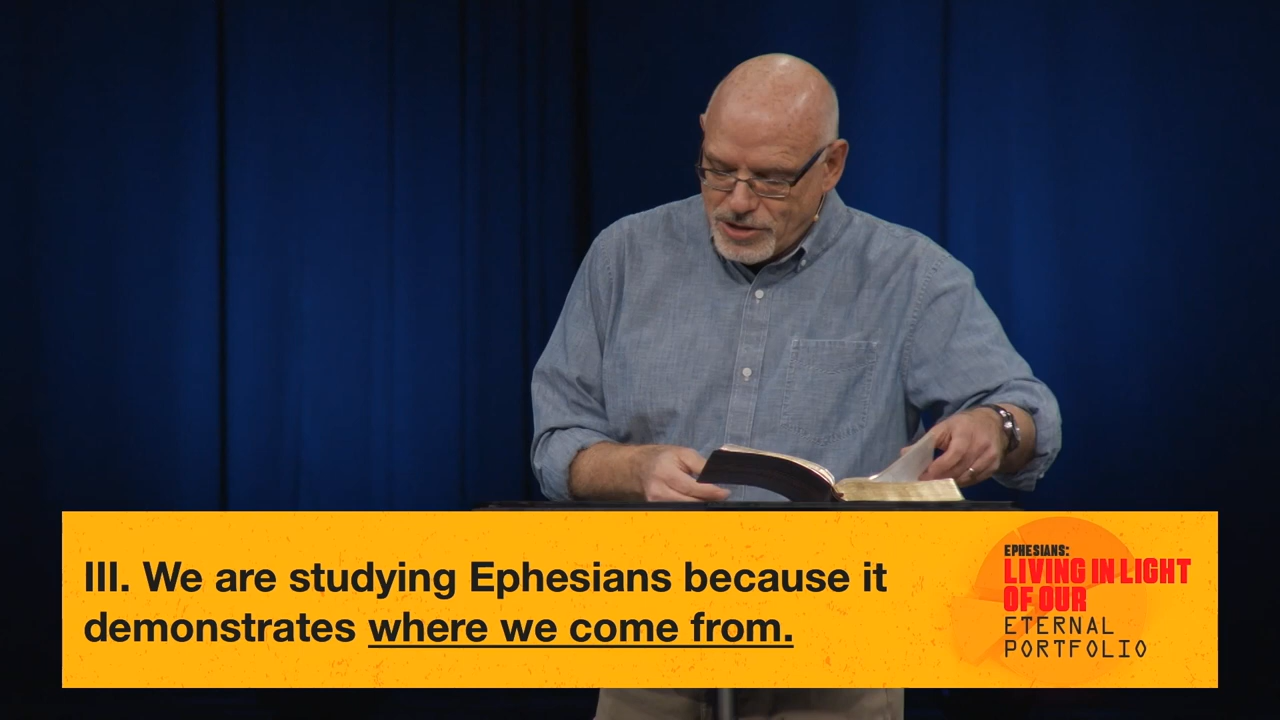 III. We are studying Ephesians because it
demonstrates where we come from.
EPHESIANS:
LIVING IN LIGHT
OF OUR
ETERNAL
PORTFOLIO